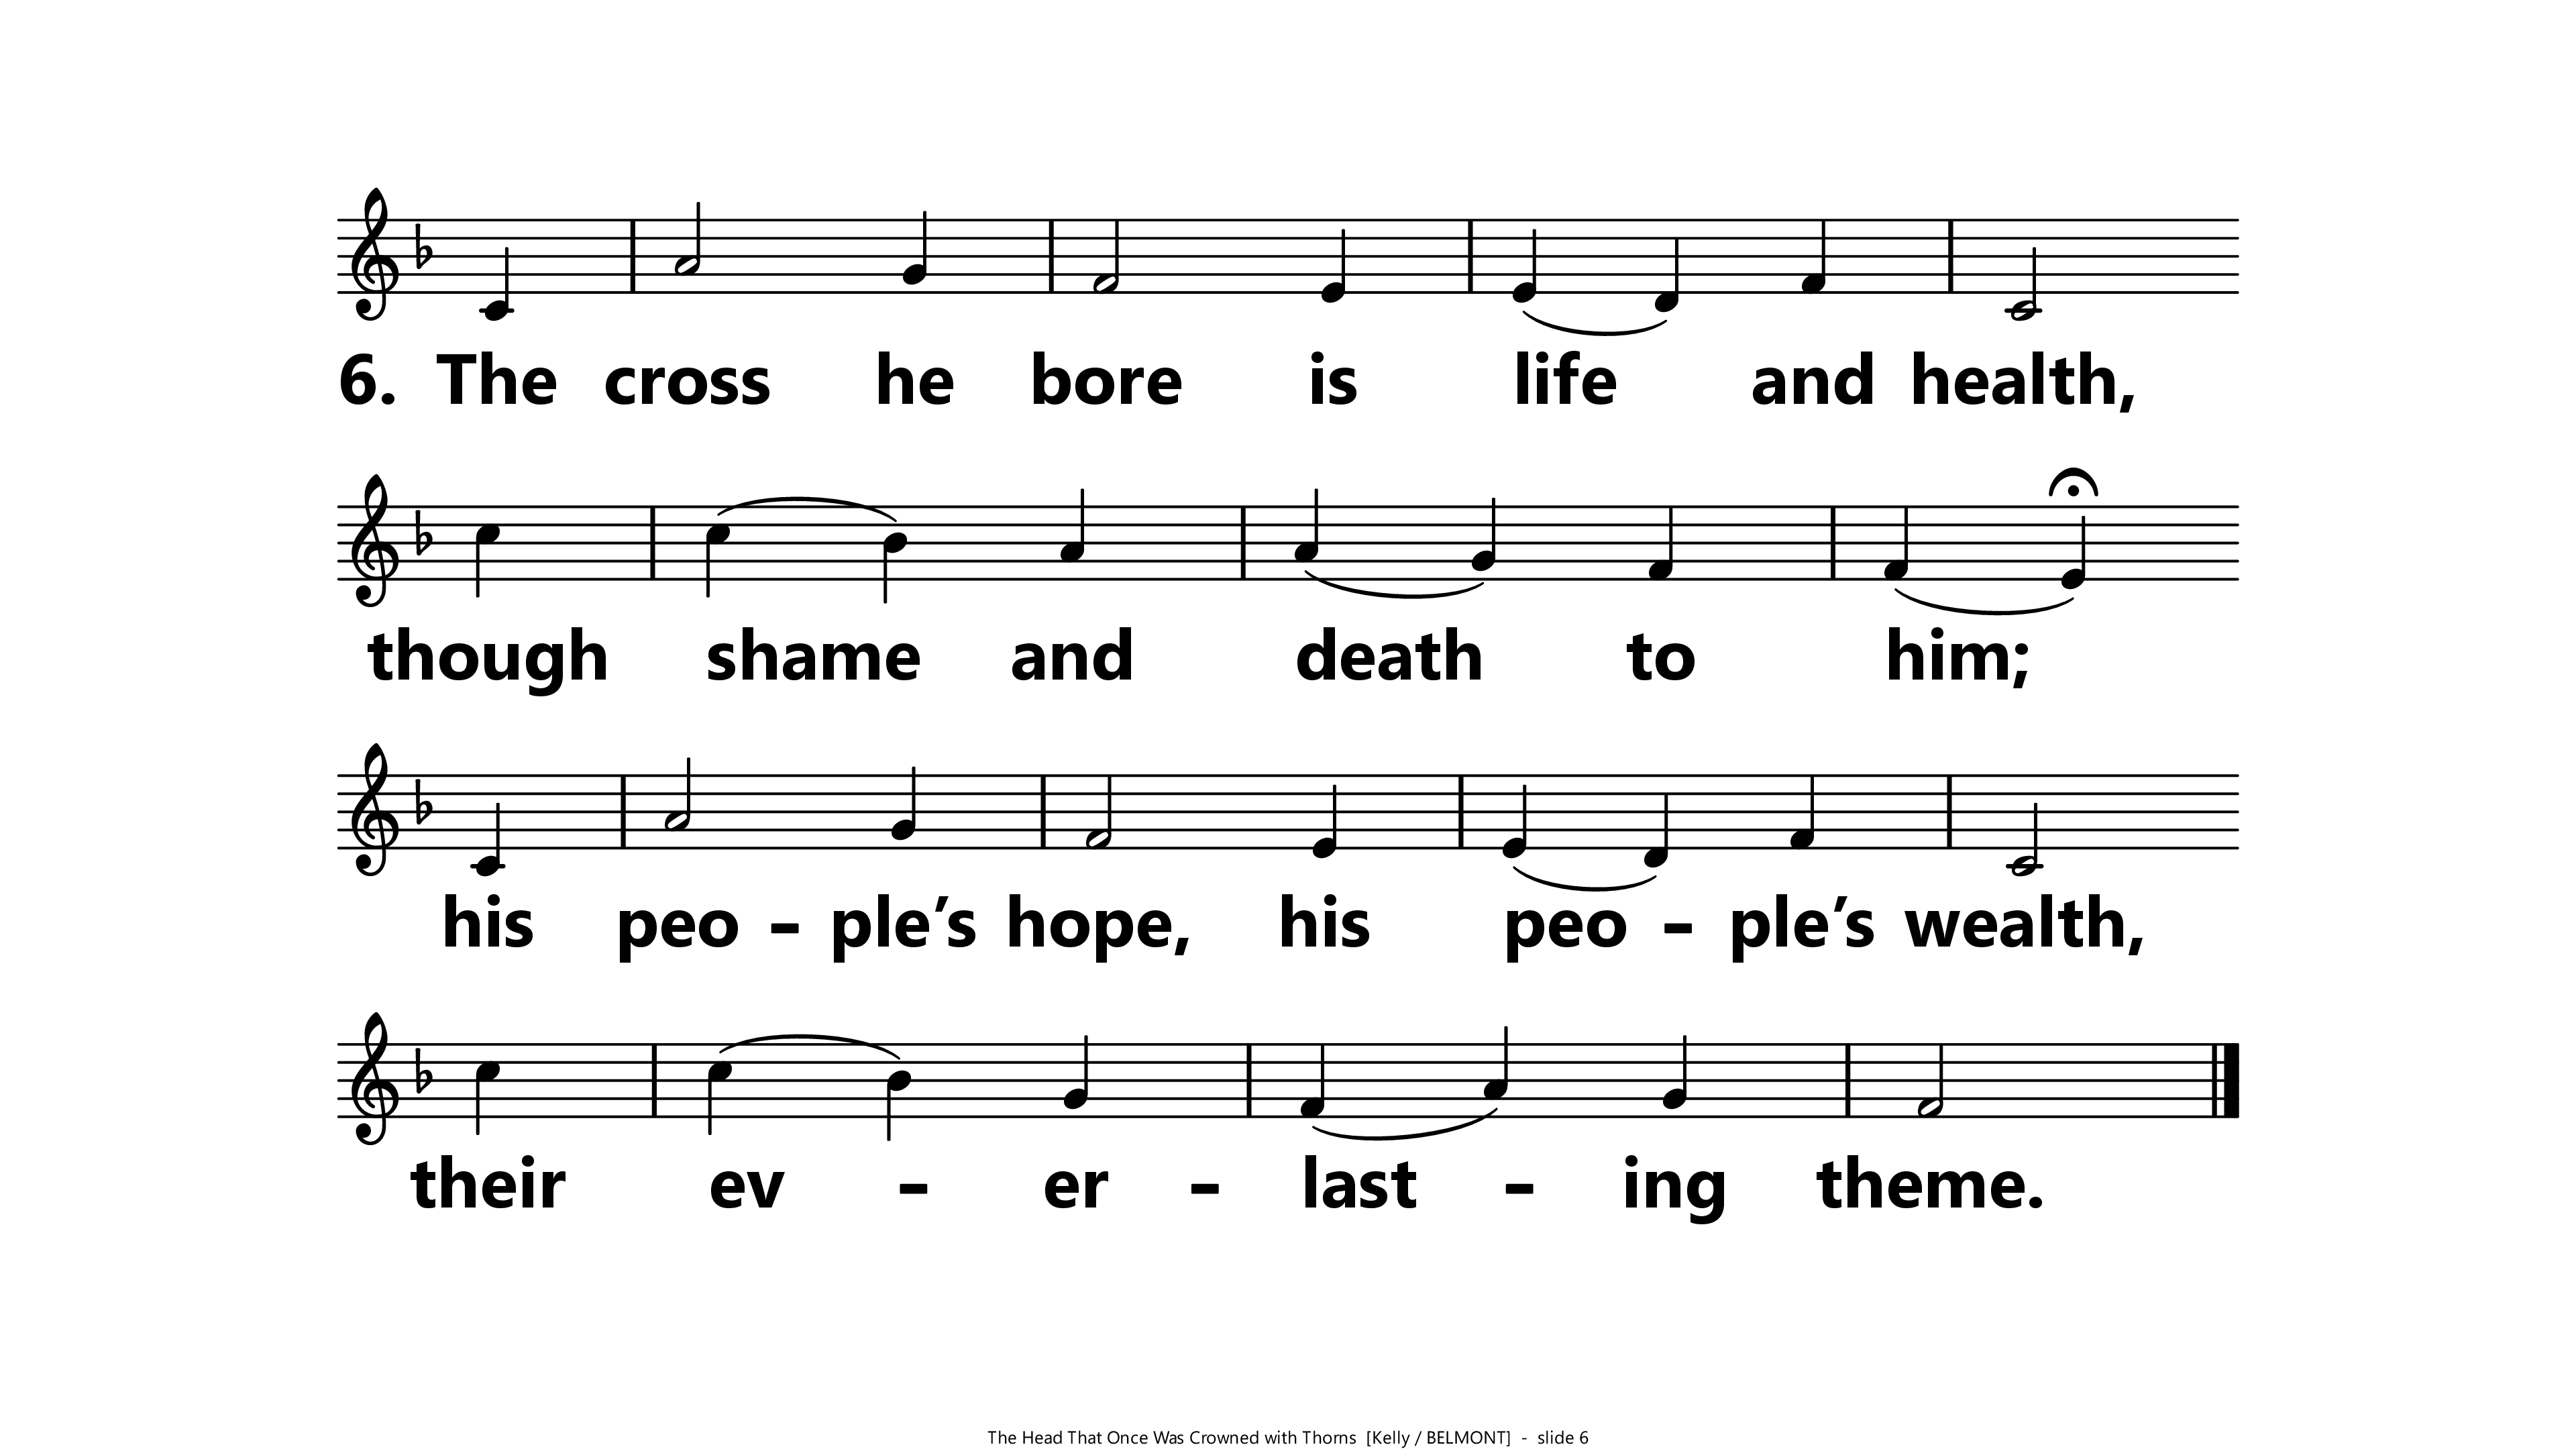 6. The cross he bore is life and health,
though shame and death to him;
his peo - ple’s hope, his peo - ple’s wealth,
their ev - er - last - ing theme.
The Head That Once Was Crowned with Thorns [Kelly / BELMONT] - slide 6